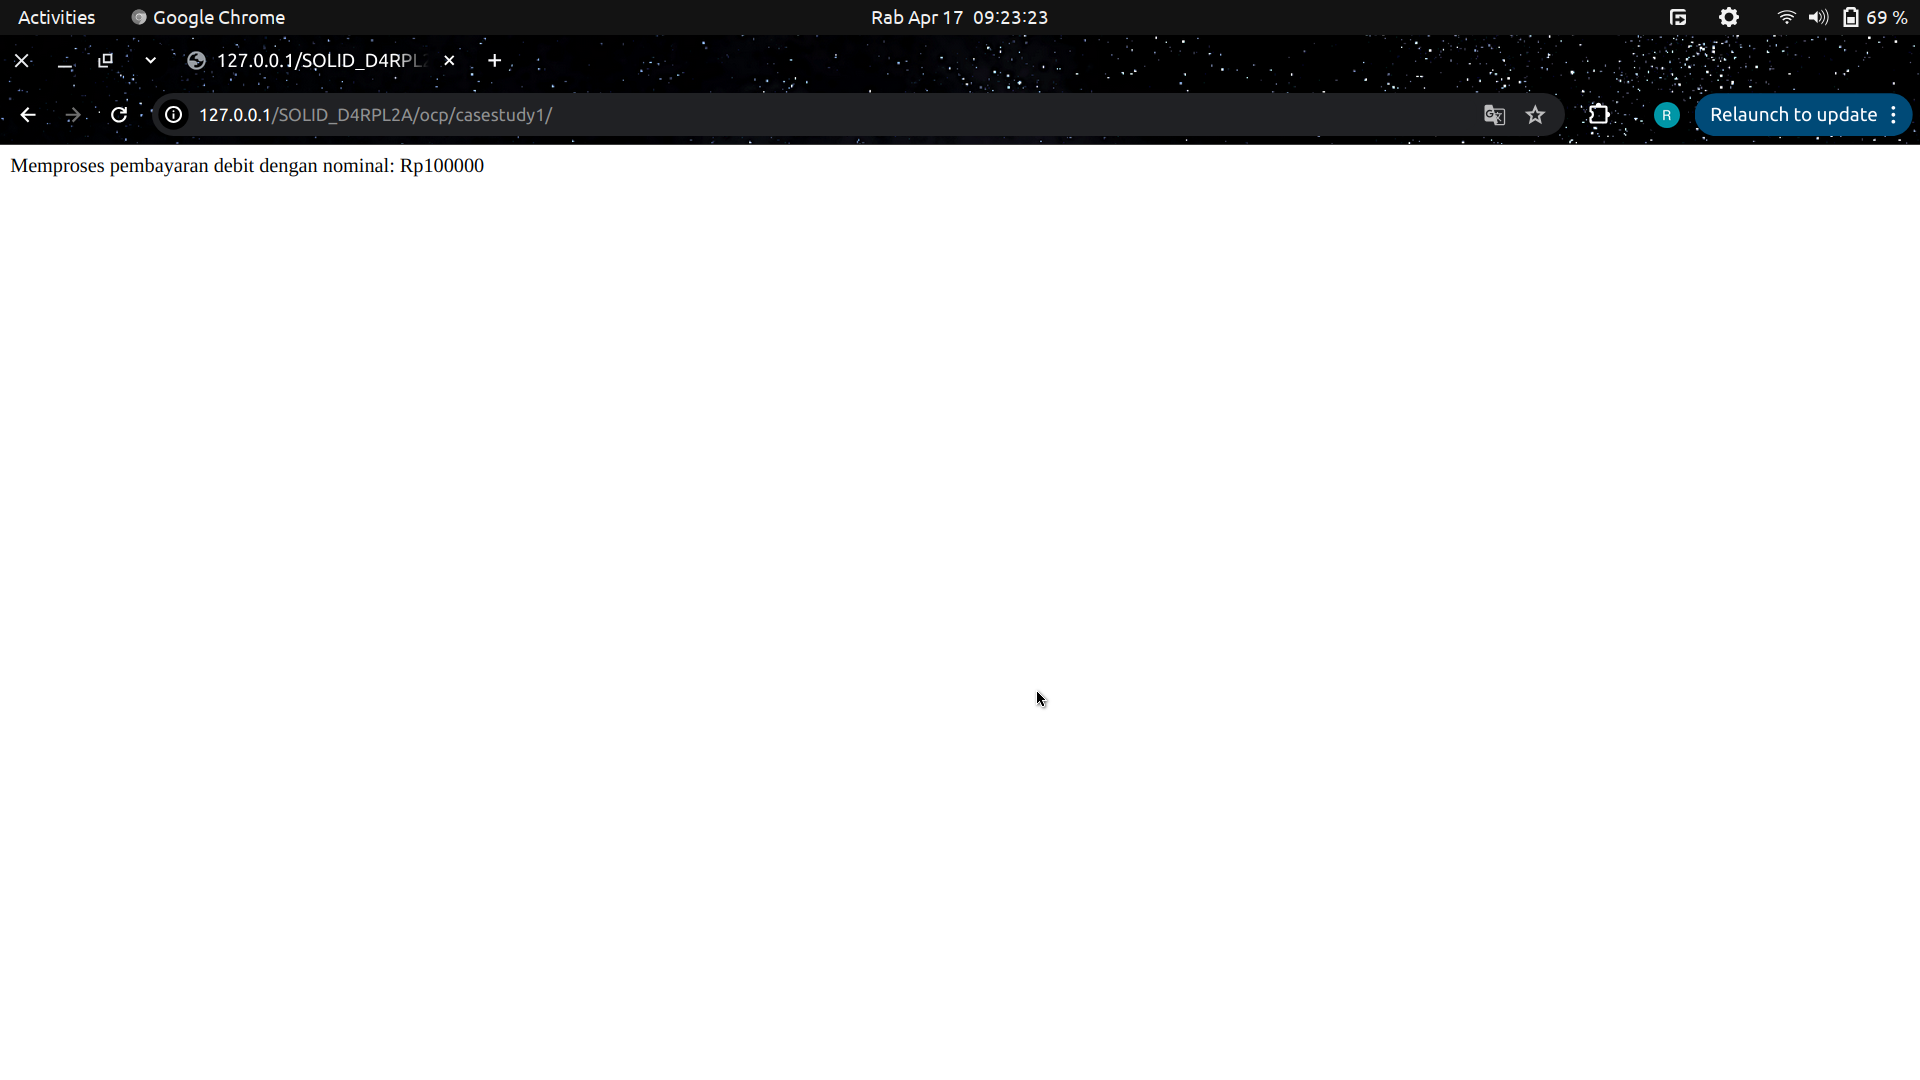 Activities Google Chrome Rab Apr 17 09:23:23 69 %
127.0.0.1/SOLID_D4RPL
127.0.0.1/SOLID_D4RPL2A/ocp/casestudy1/ R Relaunch to update
Memproses pembayaran debit dengan nominal: Rp100000